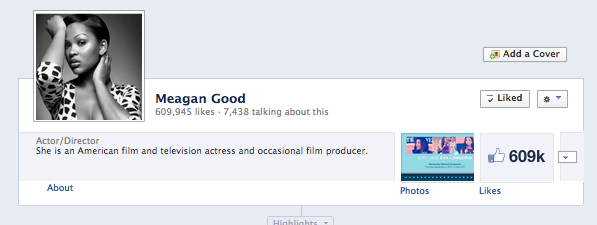 Add a Cover
Meagan Good
609,945 likes · 7,438 talking about this
Liked
Actor/Director
She is an American film and television actress and occasional film producer.
About
609k
Photos
Likes
Highlights